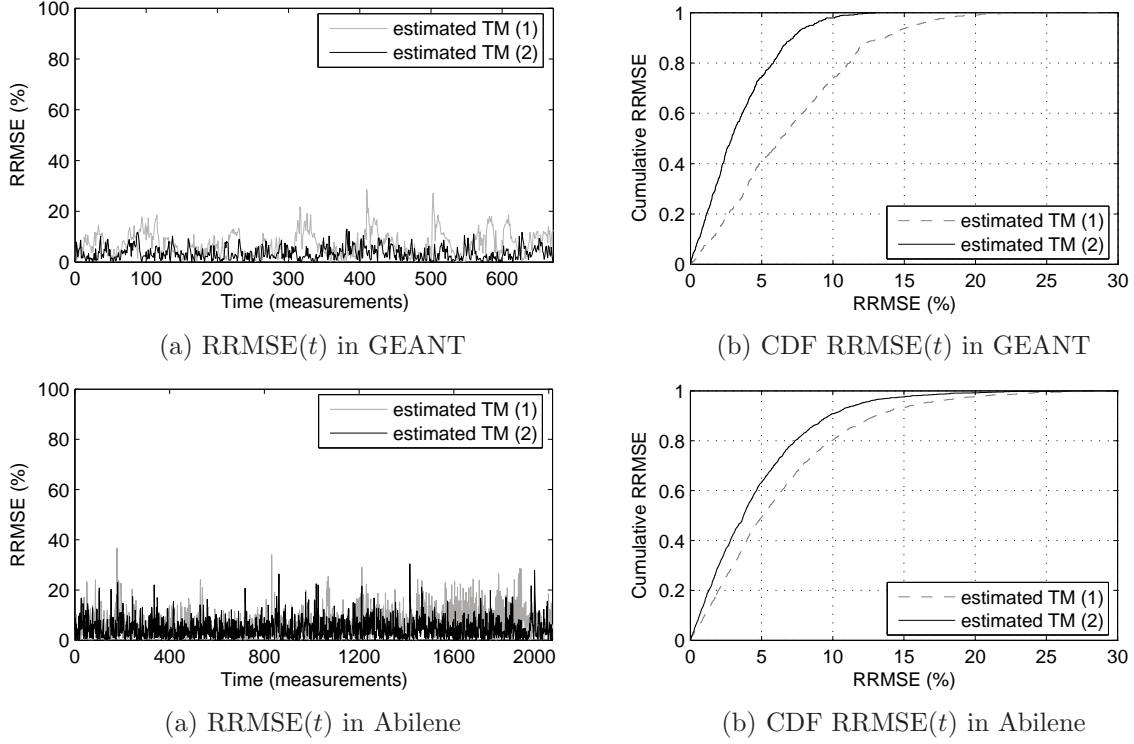 100
80
60
40
20
0
RRMSE (%)
estimated TM (1)
estimated TM (2)
0 100 200 300 400 500 600
Time (measurements)
(a) RRMSE(t) in GEANT
1
0.8
0.6
0.4
0.2
0
Cumulative RRMSE
estimated TM (1)
estimated TM (2)
0 5 10 15 20 25 30
RRMSE (%)
(b) CDF RRMSE(t) in GEANT
100
80
60
40
20
0
RRMSE (%)
estimated TM (1)
estimated TM (2)
0 400 800 1200 1600 2000
Time (measurements)
(a) RRMSE(t) in Abilene
1
0.8
0.6
0.4
0.2
0
Cumulative RRMSE
estimated TM (1)
estimated TM (2)
0 5 10 15 20 25 30
RRMSE (%)
(b) CDF RRMSE(t) in Abilene